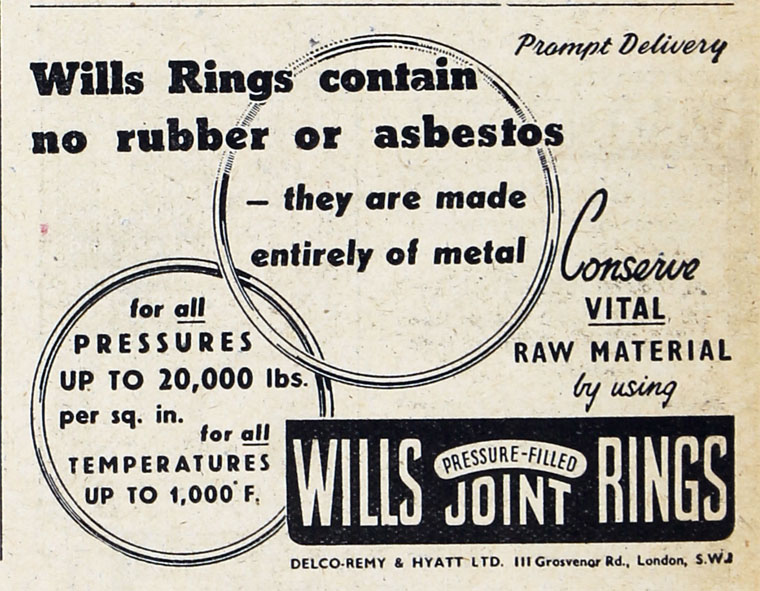 Prompt Delivery
Wills Rings contain
no rubber or asbestos
– they are made
entirely of metal
Conserve
VITAL
RAW MATERIAL
by using
for all
PRESSURES
UP TO 20,000 lbs.
per sq. in.
for all
TEMPERATURES
UP TO 1,000° F.
WILLS PRESSURE-FILLED JOINT RINGS
DELCO-REMY & HYATT LTD. 111 Grosvenor Rd., London, S.W.1